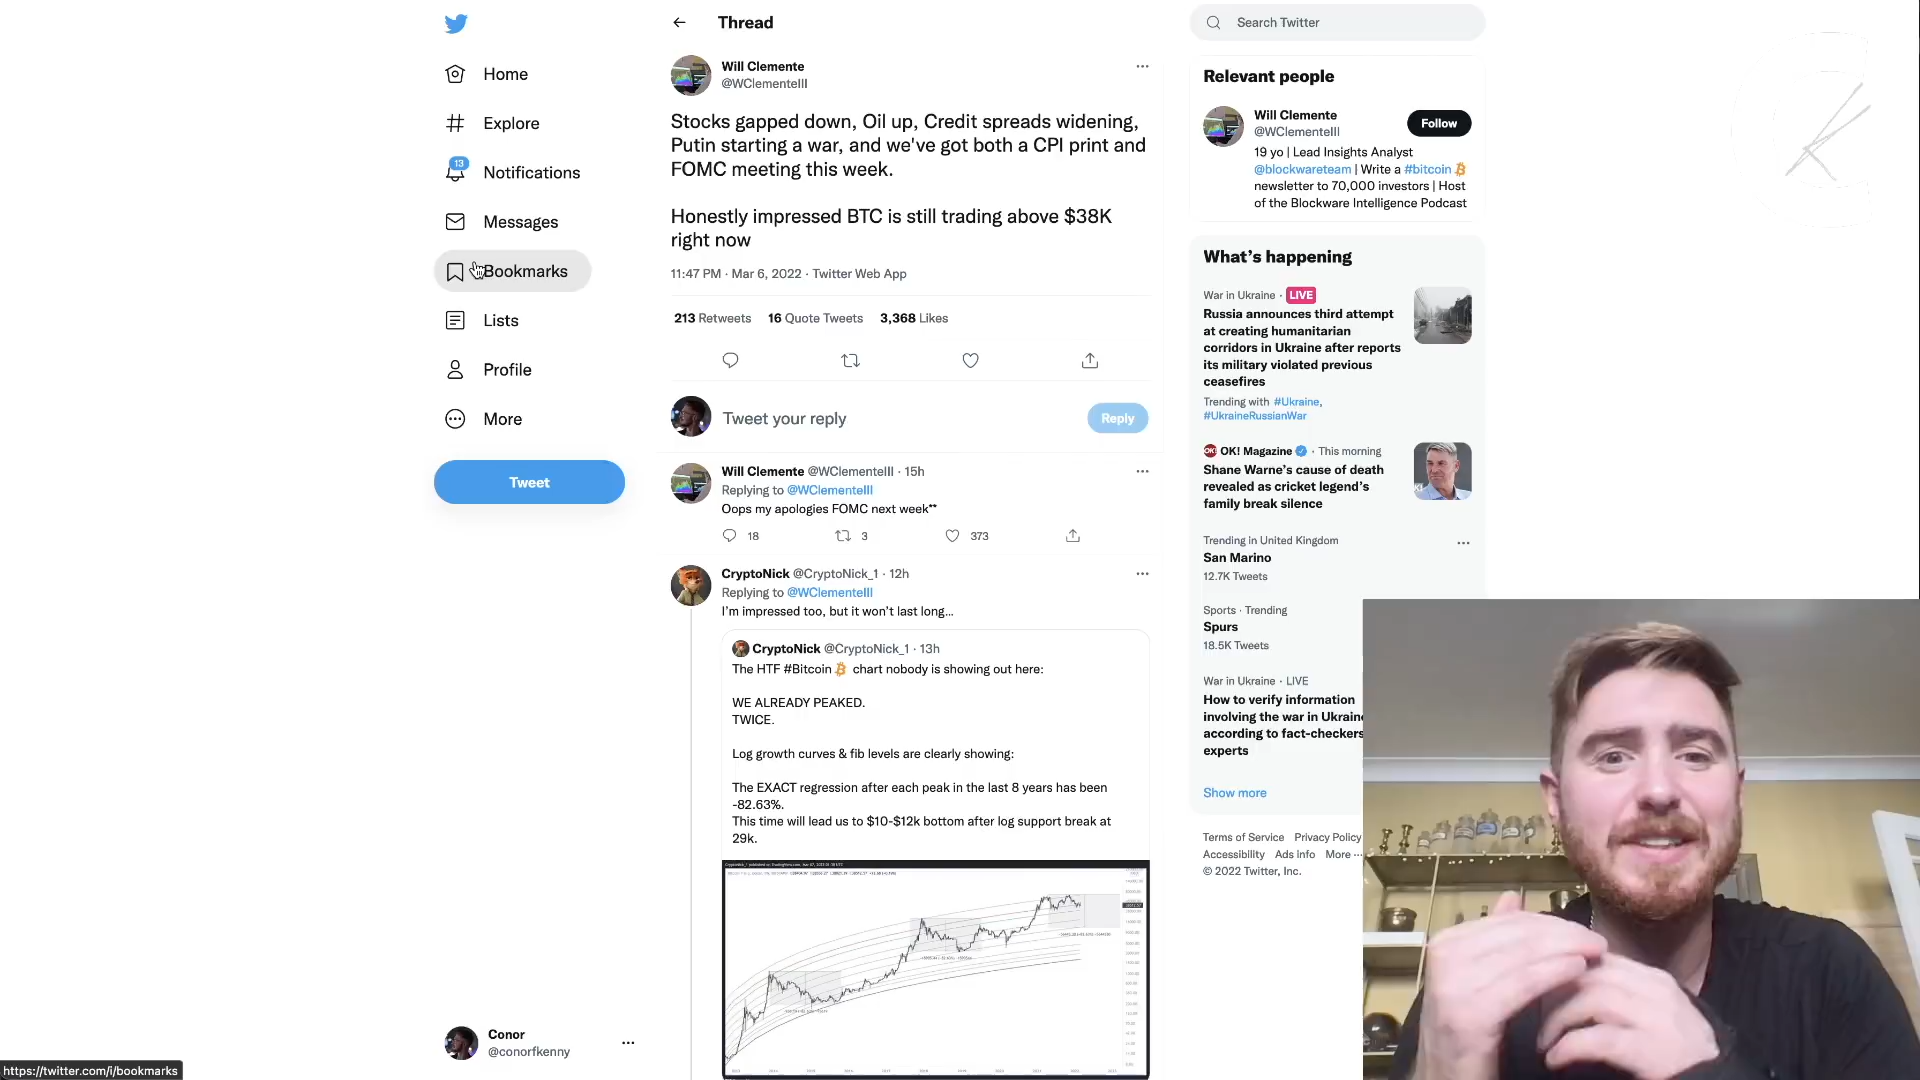 Home
Explore
13
Notifications
Messages
Bookmarks
Lists
Profile
More
Tweet
Conor
@conorfkenny
https://twitter.com/i/bookmarks
Thread
Will Clemente
@WClementeIII
Stocks gapped down, Oil up, Credit spreads widening,
Putin starting a war, and we've got both a CPI print and
FOMC meeting this week.
Honestly impressed BTC is still trading above $38K
right now
11:47 PM · Mar 6, 2022 · Twitter Web App
213 Retweets 16 Quote Tweets 3,368 Likes
Tweet your reply
Reply
Will Clemente @WClementeIII · 15h
Replying to @WClementeIII
Oops my apologies FOMC next week**
18 3 373
CryptoNick @CryptoNick_1 · 12h
Replying to @WClementeIII
I'm impressed too, but it won't last long...
CryptoNick @CryptoNick_1 · 13h
The HTF #Bitcoin chart nobody is showing out here:
WE ALREADY PEAKED.
TWICE.
Log growth curves & fib levels are clearly showing:
The EXACT regression after each peak in the last 8 years has been
-82.63%.
This time will lead us to $10-$12k bottom after log support break at
29k.
Search Twitter
Relevant people
Will Clemente
@WClementeIII
Follow
19 yo | Lead Insights Analyst
@blockwareteam | Write a #bitcoin
newsletter to 70,000 investors | Host
of the Blockware Intelligence Podcast
What's happening
War in Ukraine · LIVE
Russia announces third attempt
at creating humanitarian
corridors in Ukraine after reports
its military violated previous
ceasefires
Trending with #Ukraine,
#UkraineRussianWar
OK! OK! Magazine · This morning
Shane Warne's cause of death
revealed as cricket legend's
family break silence
Trending in United Kingdom
San Marino
12.7K Tweets
Sports · Trending
Spurs
18.5K Tweets
War in Ukraine · LIVE
How to verify information
involving the war in Ukraine
according to fact-checkers
experts
Show more
Terms of Service Privacy Policy
Accessibility Ads info More ···
© 2022 Twitter, Inc.